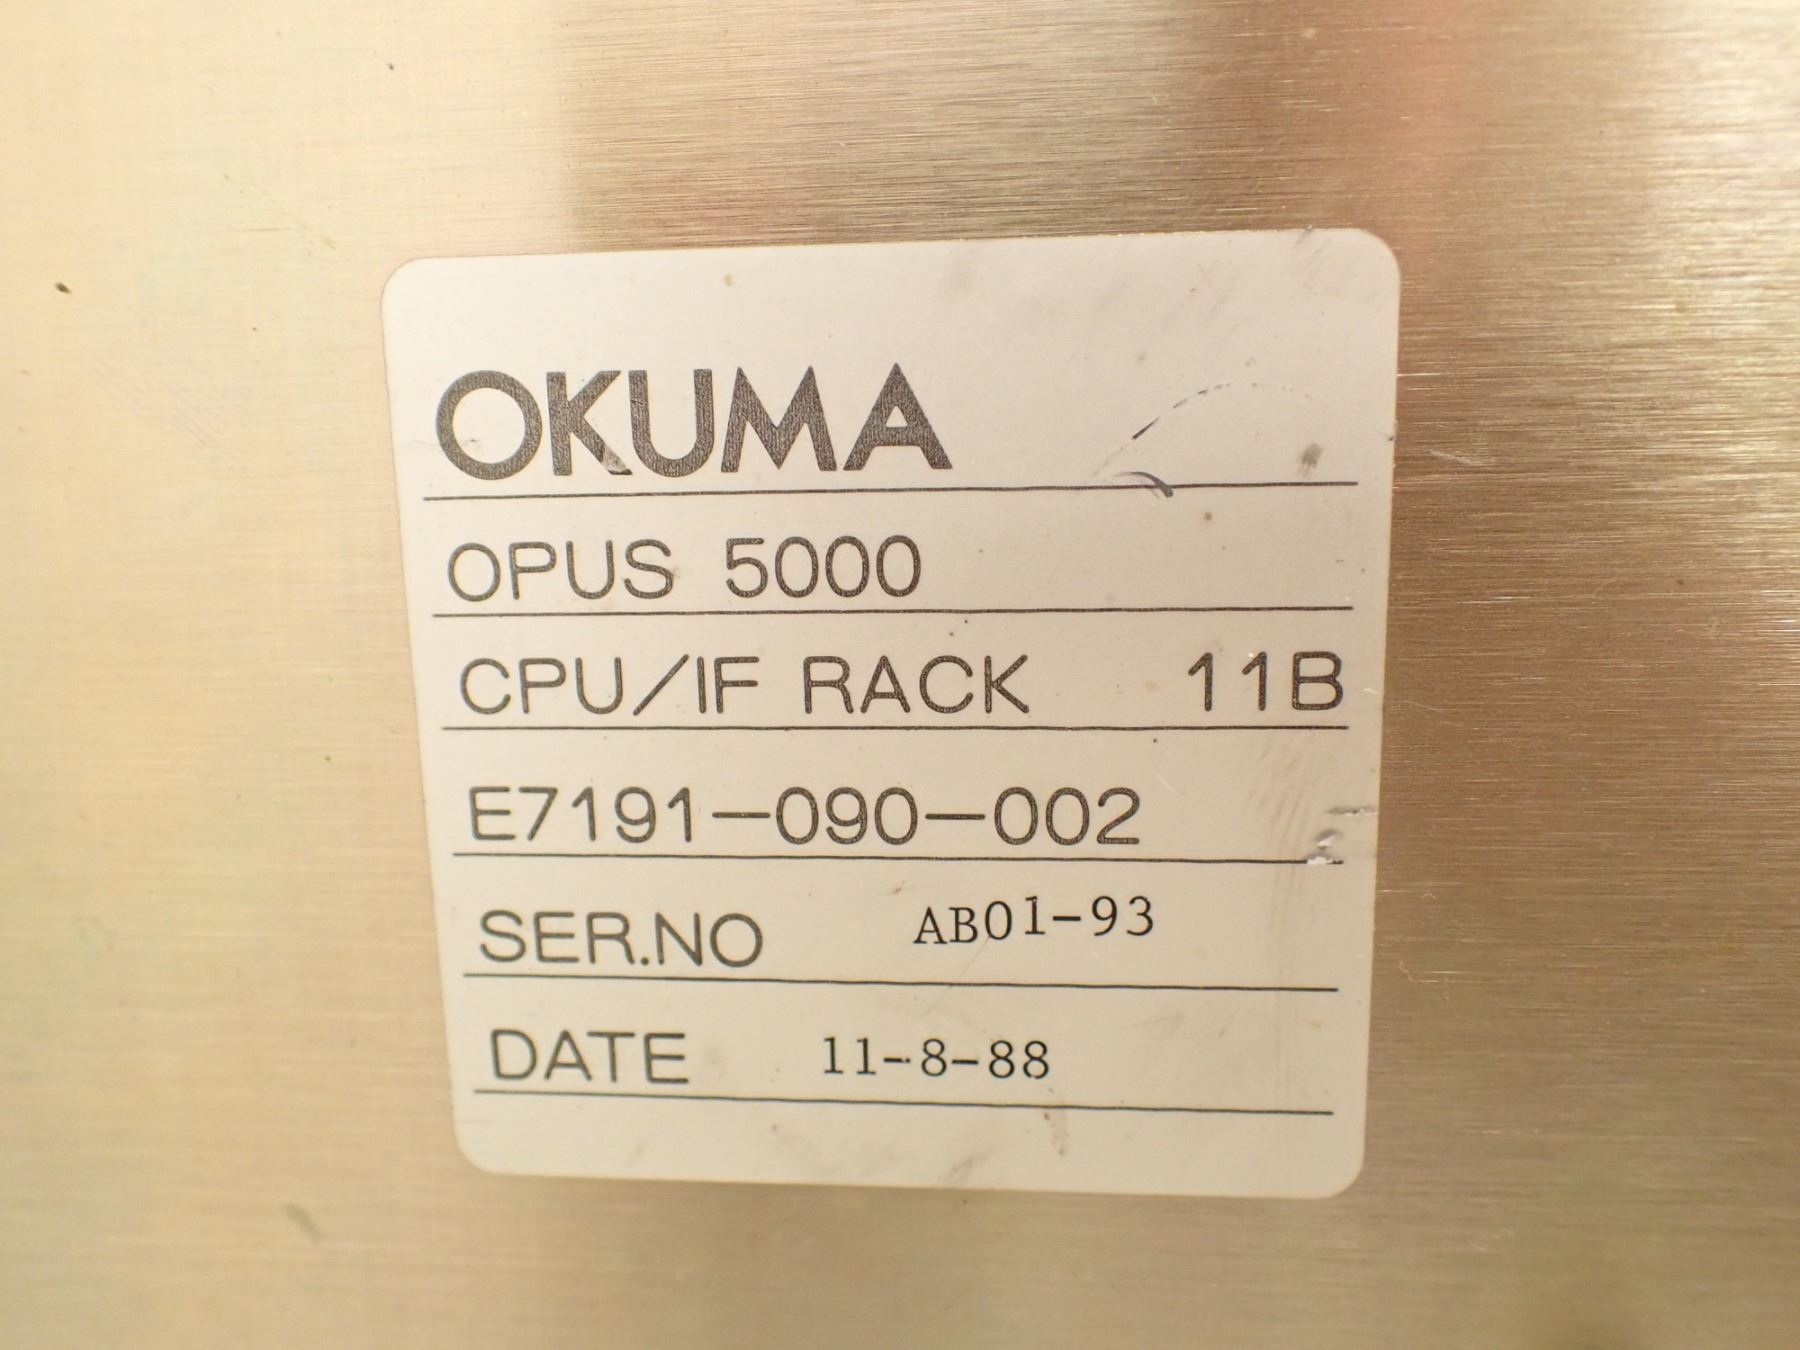 OKUMA
OPUS 5000
CPU/IF RACK 11B
E7191-090-002
SER.NO AB01-93
DATE 11-8-88